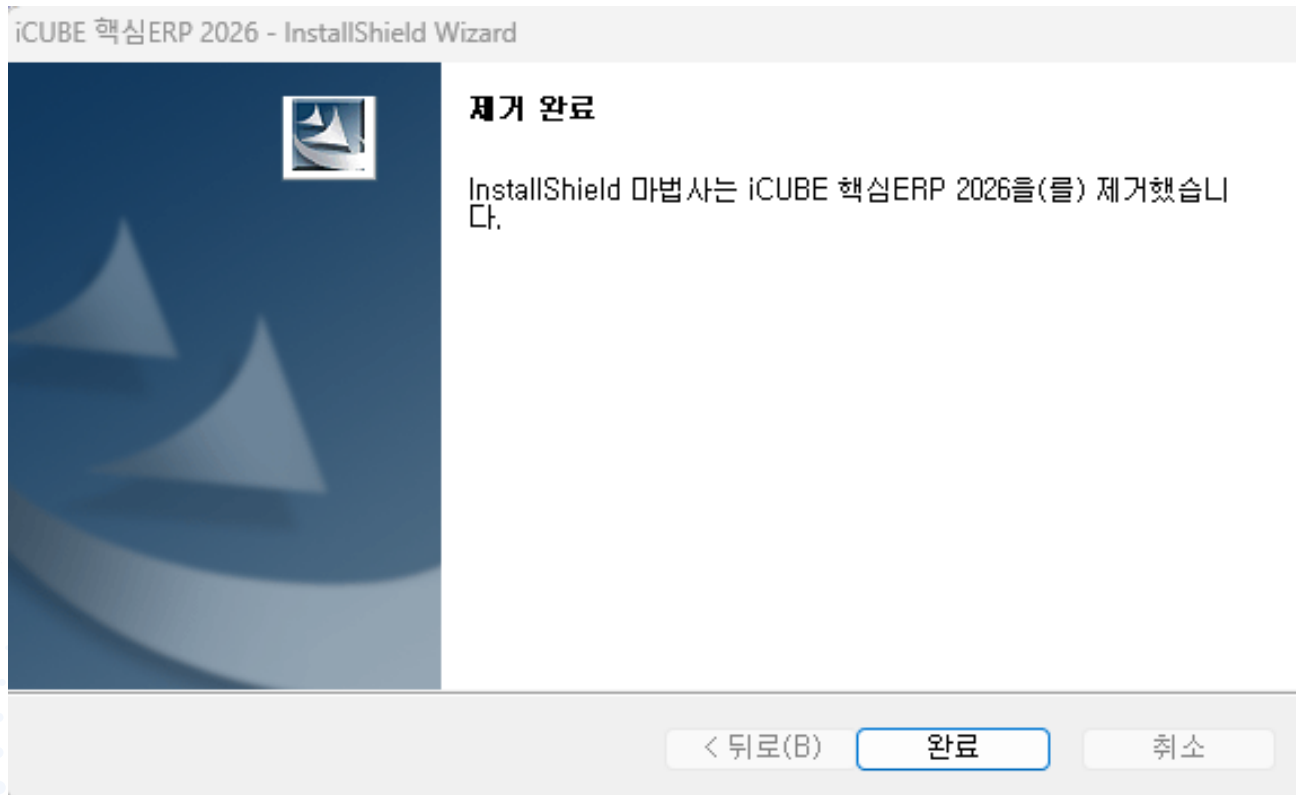 iCUBE 핵심ERP 2026 - InstallShield Wizard
제거 완료
InstallShield 마법사는 iCUBE 핵심ERP 2026을(를) 제거했습니
다.
< 뒤로(B)
완료
취소